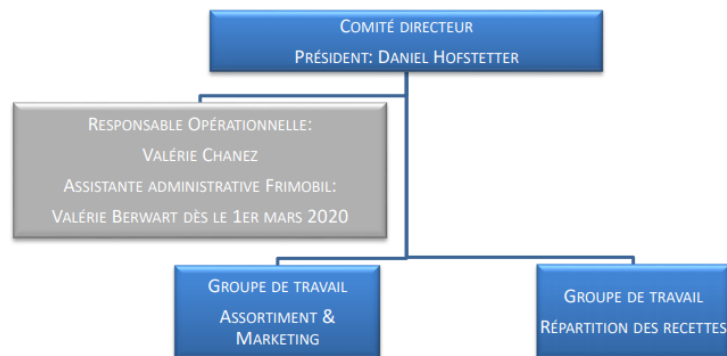 Comité directeur
Président: Daniel Hofstetter
Responsable Opérationnelle:
Valérie Chanez
Assistante administrative Frimobil:
Valérie Berwart dès le 1er mars 2020
Groupe de travail
Assortiment &
Marketing
Groupe de travail
Répartition des recettes